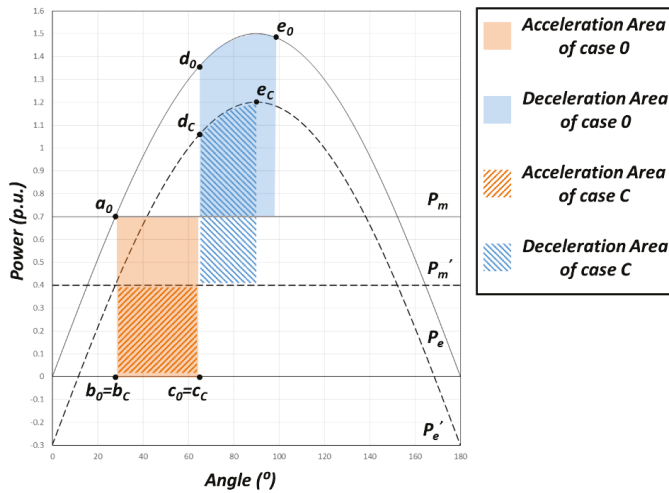 1.6
1.5
1.4
1.3
1.2
1.1
1
0.9
0.8
0.7
0.6
0.5
0.4
0.3
0.2
0.1
0
-0.1
-0.2
-0.3
Power (p.u.)
0
20
40
60
80
100
120
140
160
180
Angle (º)
e0
d0
eC
dC
a0
Pm
Pm'
Pe
b0=bC
c0=cC
Pe'
Acceleration Area
of case 0
Deceleration Area
of case 0
Acceleration Area
of case C
Deceleration Area
of case C